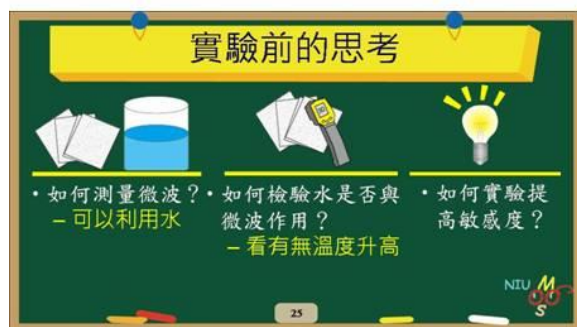 實驗前的思考
・如何測量微波？
– 可以利用水
・如何檢驗水是否與
微波作用？
– 看有無溫度升高
・如何實驗提
高敏感度？
NIU M
S
25